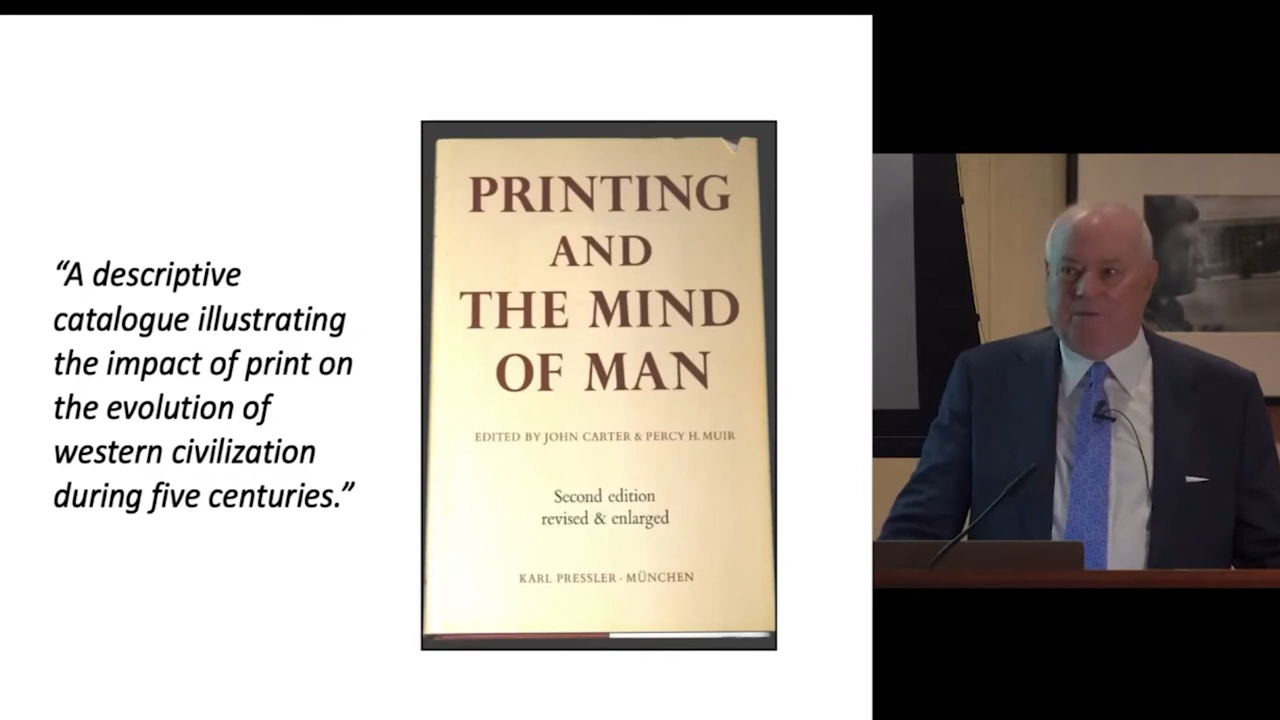 “A descriptive
catalogue illustrating
the impact of print on
the evolution of
western civilization
during five centuries.”
PRINTING
AND
THE MIND
OF MAN
EDITED BY JOHN CARTER & PERCY H. MUIR
Second edition
revised & enlarged
KARL PRESSLER · MÜNCHEN